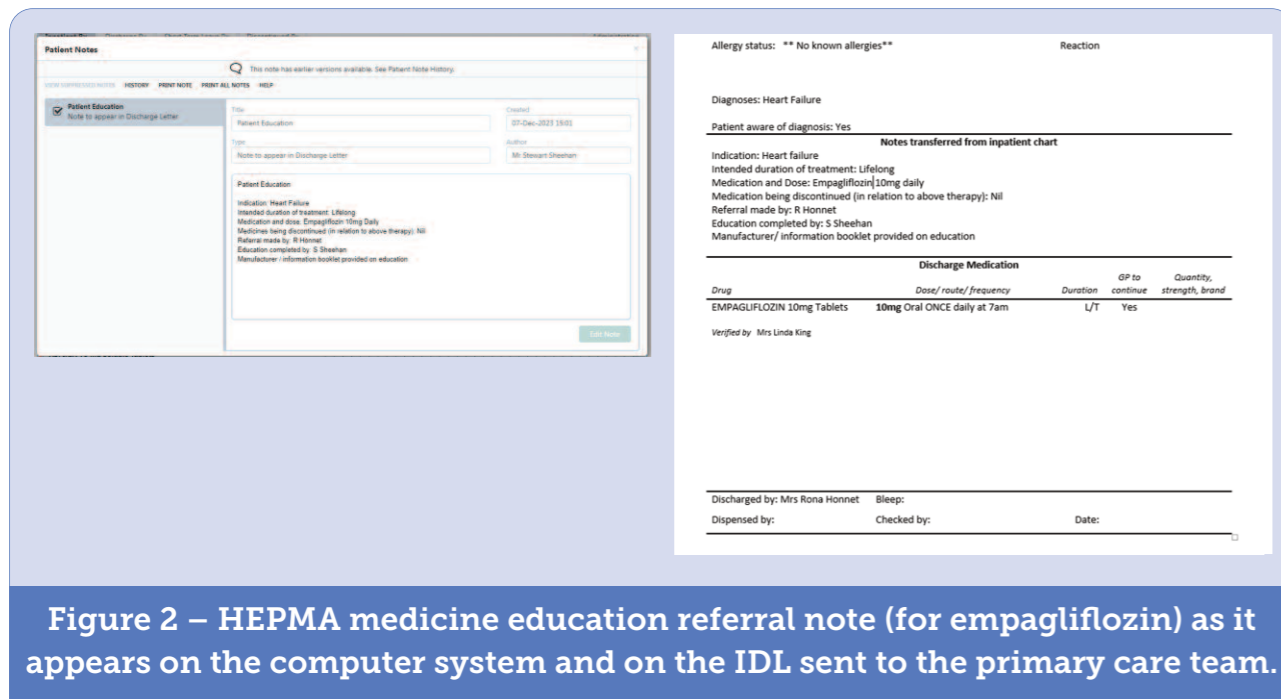 Patient Notes
This note has earlier versions available. See Patient Note History.
HISTORY PRINT NOTE PRINT ALL NOTES HELP
Patient Education
Note to appear in Discharge Letter
Title
Patient Education
Created
07-Dec-2023 19:01
Type
Note to appear in Discharge Letter
Author
Mr Stewart Sheehan
Patient Education
Indication: Heart Failure
Intended duration of treatment: Lifelong
Medication and dose: Empagliflozin 10mg Daily
Medicines being discontinued (in relation to above therapy): Nil
Referral made by: R Honnet
Education completed by: S Sheehan
Manufacturer / information booklet provided on education
Edit Note
Allergy status: ** No known allergies** Reaction
Diagnoses: Heart Failure
Patient aware of diagnosis: Yes
Notes transferred from inpatient chart
Indication: Heart failure
Intended duration of treatment: Lifelong
Medication and Dose: Empagliflozin 10mg daily
Medication being discontinued (in relation to above therapy): Nil
Referral made by: R Honnet
Education completed by: S Sheehan
Manufacturer/ information booklet provided on education
Discharge Medication
Drug Dose/ route/ frequency Duration GP to continue Quantity, strength, brand
EMPAGLIFLOZIN 10mg Tablets 10mg Oral ONCE daily at 7am L/T Yes
Verified by Mrs Linda King
Discharged by: Mrs Rona Honnet Bleep:
Dispensed by: Checked by: Date:
Figure 2 – HEPMA medicine education referral note (for empagliflozin) as it
appears on the computer system and on the IDL sent to the primary care team.